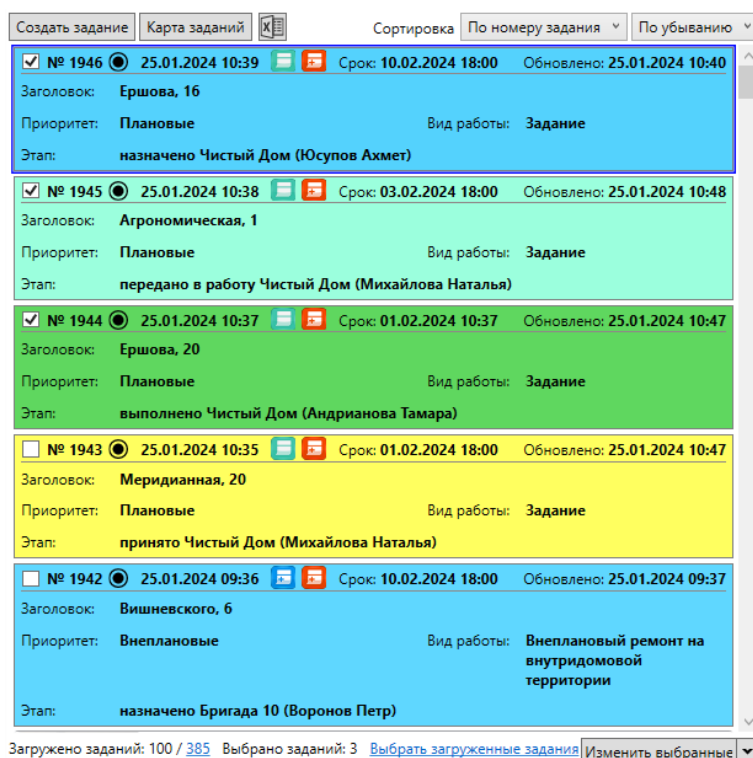 Создать задание Карта заданий Сортировка По номеру задания По убыванию
№ 1946 25.01.2024 10:39 Срок: 10.02.2024 18:00 Обновлено: 25.01.2024 10:40
Заголовок: Ершова, 16
Приоритет: Плановые Вид работы: Задание
Этап: назначено Чистый Дом (Юсупов Ахмет)
№ 1945 25.01.2024 10:38 Срок: 03.02.2024 18:00 Обновлено: 25.01.2024 10:48
Заголовок: Агрономическая, 1
Приоритет: Плановые Вид работы: Задание
Этап: передано в работу Чистый Дом (Михайлова Наталья)
№ 1944 25.01.2024 10:37 Срок: 01.02.2024 10:37 Обновлено: 25.01.2024 10:47
Заголовок: Ершова, 20
Приоритет: Плановые Вид работы: Задание
Этап: выполнено Чистый Дом (Андрианова Тамара)
№ 1943 25.01.2024 10:35 Срок: 01.02.2024 18:00 Обновлено: 25.01.2024 10:47
Заголовок: Меридианная, 20
Приоритет: Плановые Вид работы: Задание
Этап: принято Чистый Дом (Михайлова Наталья)
№ 1942 25.01.2024 09:36 Срок: 10.02.2024 18:00 Обновлено: 25.01.2024 09:37
Заголовок: Вишневского, 6
Приоритет: Внеплановые Вид работы: Внеплановый ремонт на
внутридомовой
территории
Этап: назначено Бригада 10 (Воронов Петр)
Загружено заданий: 100 / 385 Выбрано заданий: 3 Выбрать загруженные задания Изменить выбранные